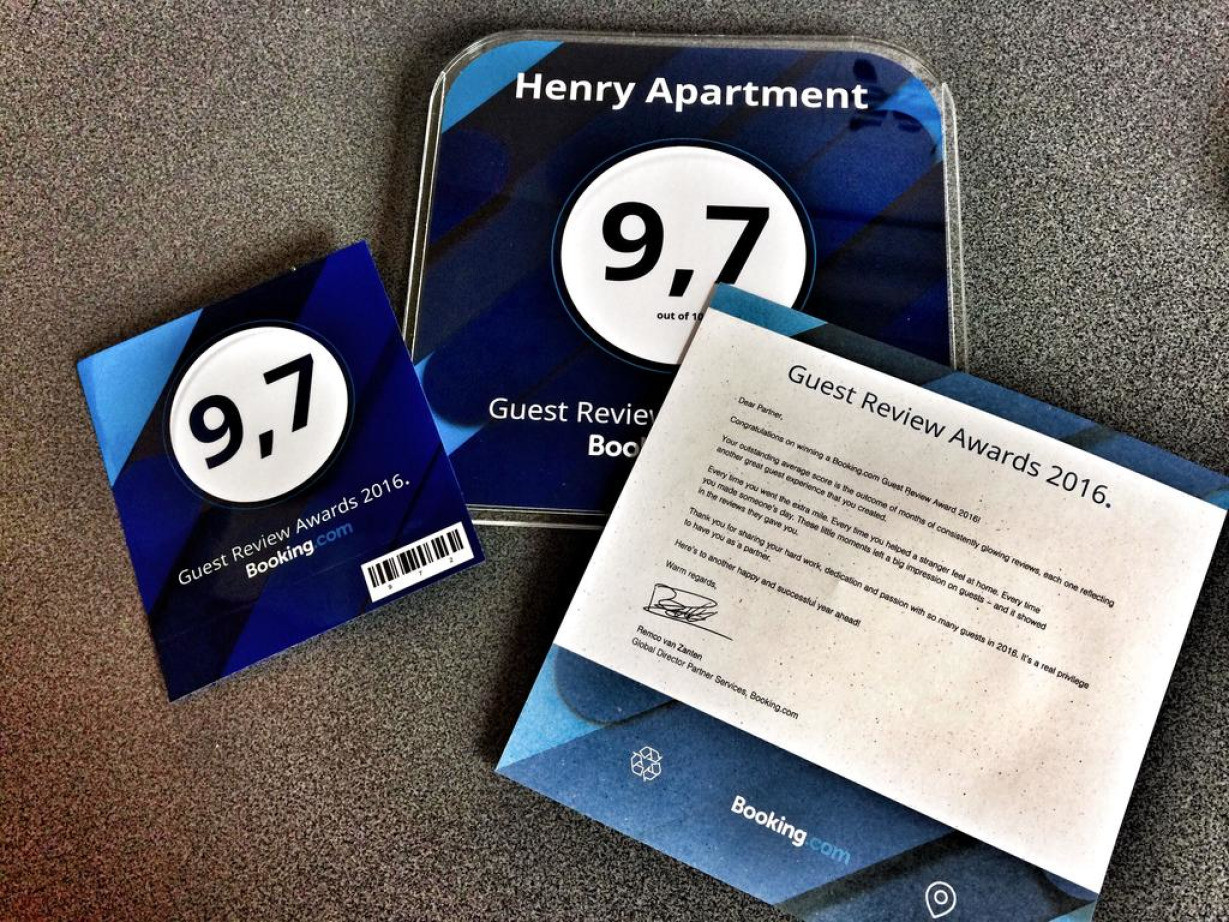 Henry Apartment
9,7
out of 10
Guest Review
Boo
9,7
Guest Review Awards 2016.
Booking.com
9 7 2
Guest Review Awards 2016.
Dear Partner,
Congratulations on winning a Booking.com Guest Review Award 2016!
Your outstanding average score is the outcome of months of consistently glowing reviews, each one reflecting
another great guest experience that you created.
Every time you went the extra mile. Every time you helped a stranger feel at home. Every time
you made someone's day. These little moments left a big impression on guests – and it showed
in the reviews they gave you.
Thank you for sharing your hard work, dedication and passion with so many guests in 2016. It's a real privilege
to have you as a partner.
Here's to another happy and successful year ahead!
Warm regards,
Remco van Zanten
Global Director Partner Services, Booking.com
Booking.com